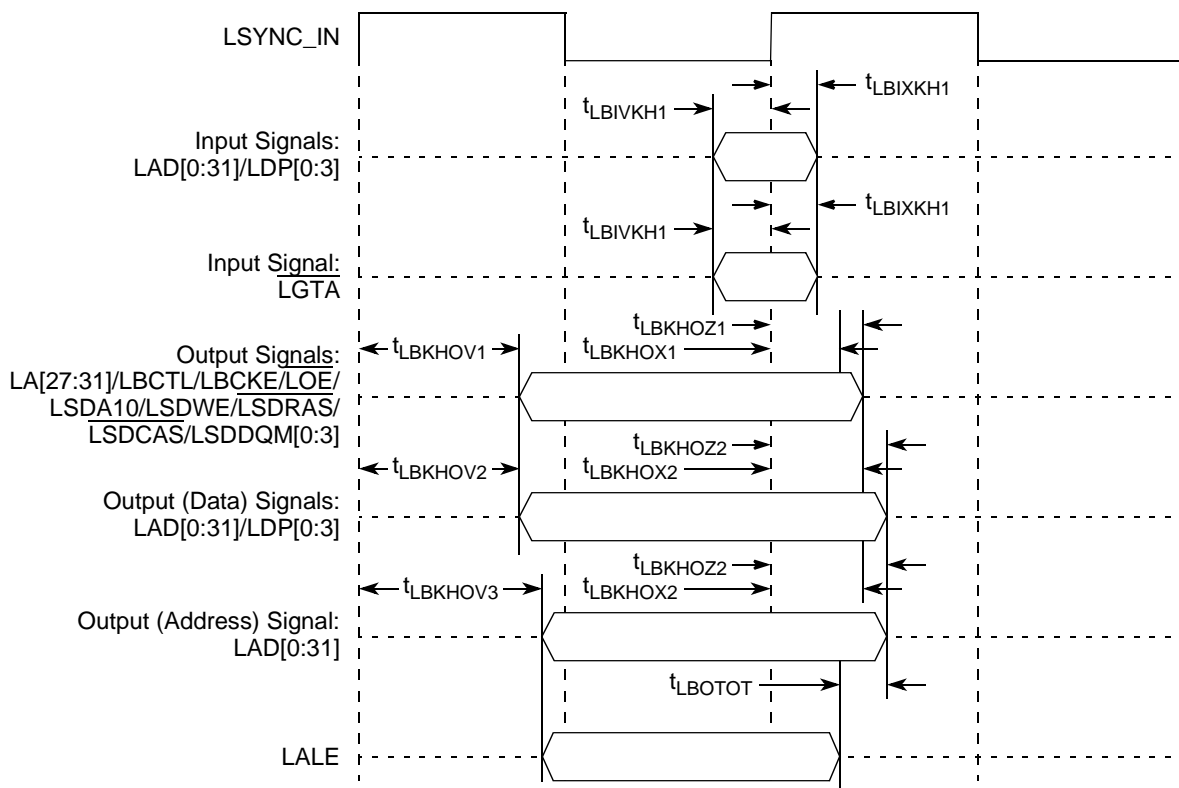 LSYNC_IN
tLBIXKH1
tLBIVKH1
Input Signals:
LAD[0:31]/LDP[0:3]
tLBIXKH1
tLBIVKH1
Input Signal:
LGTA
tLBKHOZ1
tLBKHOV1
tLBKHOX1
Output Signals:
LA[27:31]/LBCTL/LBCKE/LOE/
LSDA10/LSDWE/LSDRAS/
LSDCAS/LSDDQM[0:3]
tLBKHOZ2
tLBKHOV2
tLBKHOX2
Output (Data) Signals:
LAD[0:31]/LDP[0:3]
tLBKHOZ2
tLBKHOV3
tLBKHOX2
Output (Address) Signal:
LAD[0:31]
tLBOTOT
LALE